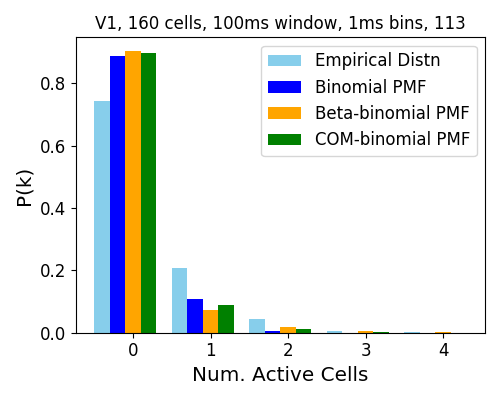 V1, 160 cells, 100ms window, 1ms bins, 113
Empirical Distn
Binomial PMF
Beta-binomial PMF
COM-binomial PMF
P(k)
0.8
0.6
0.4
0.2
0.0
0 1 2 3 4
Num. Active Cells